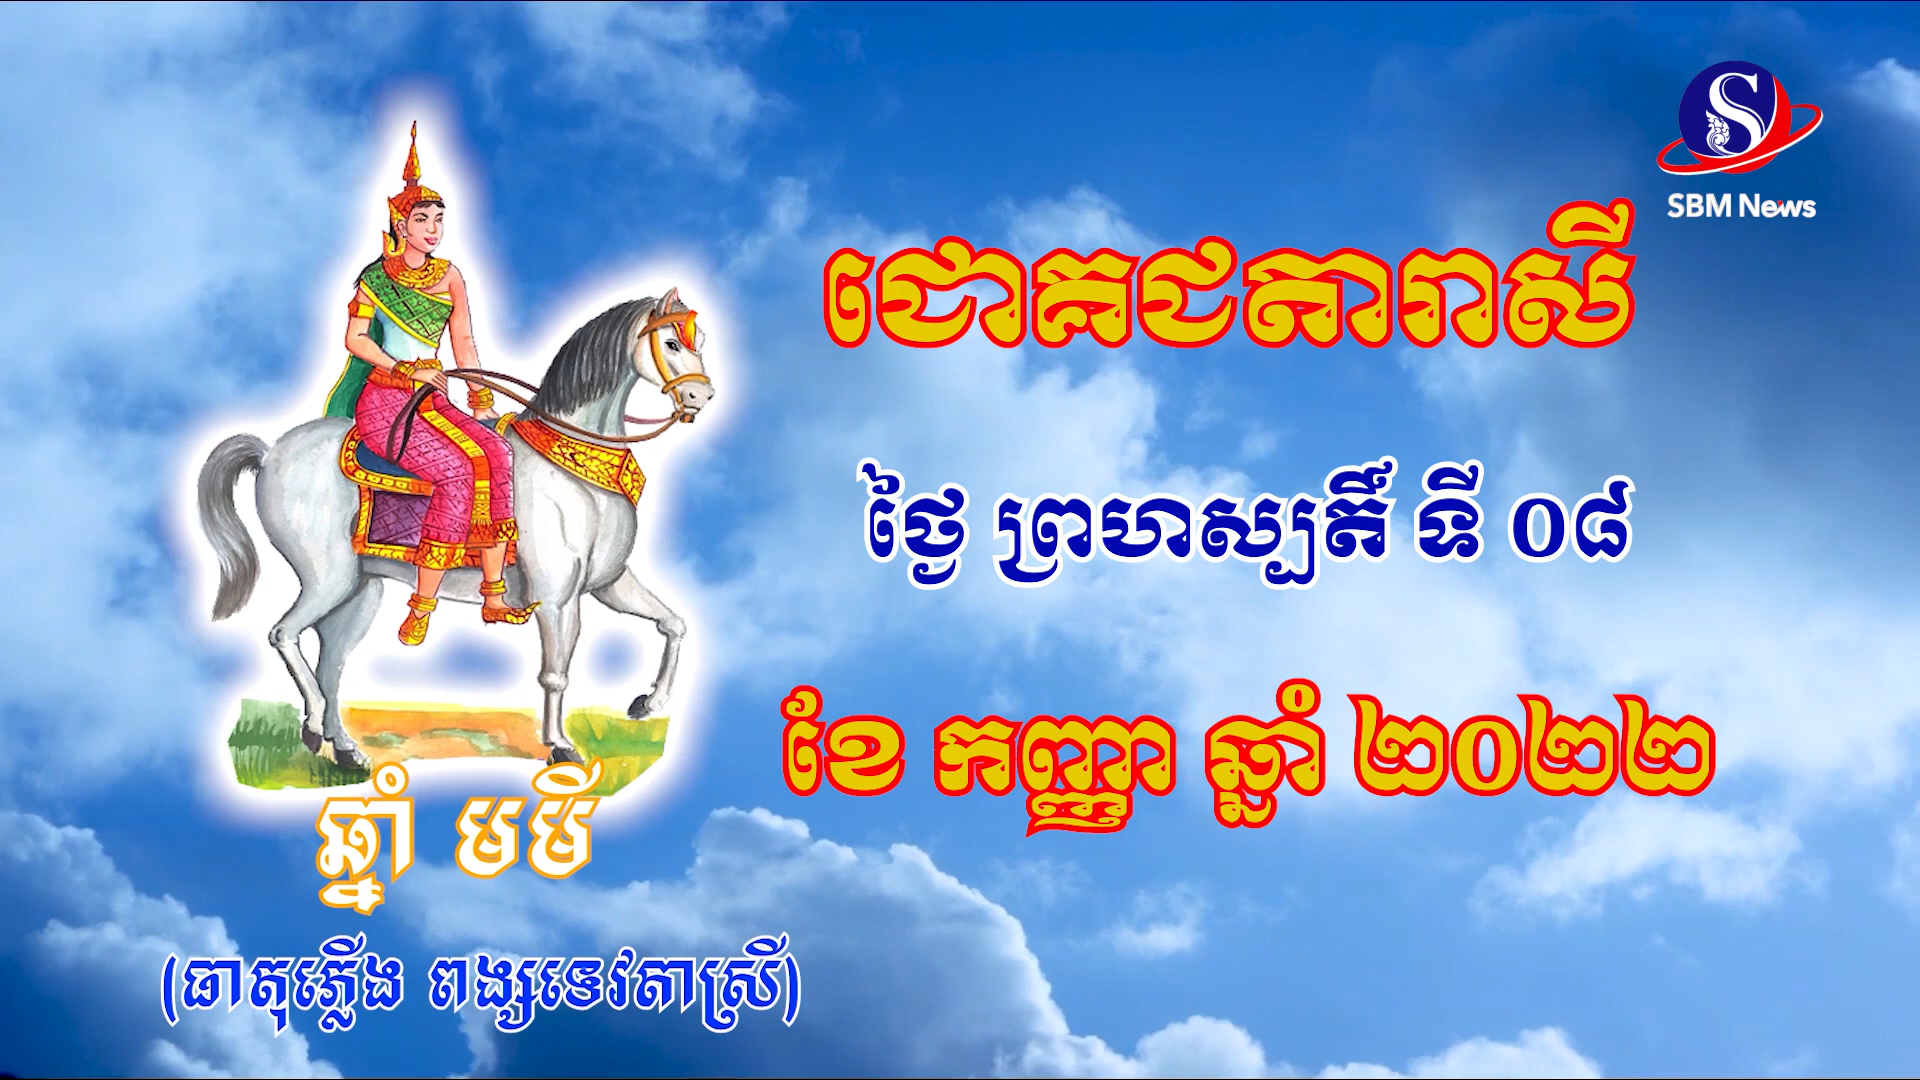 SBM News
ជោគជតារាសី
ថ្ងៃ ព្រហស្បតិ៍ ទី ០៨
ខែ កញ្ញា ឆ្នាំ ២០២២
ឆ្នាំ មមី
(ធាតុភ្លើង ពង្សទេវតាស្រី)